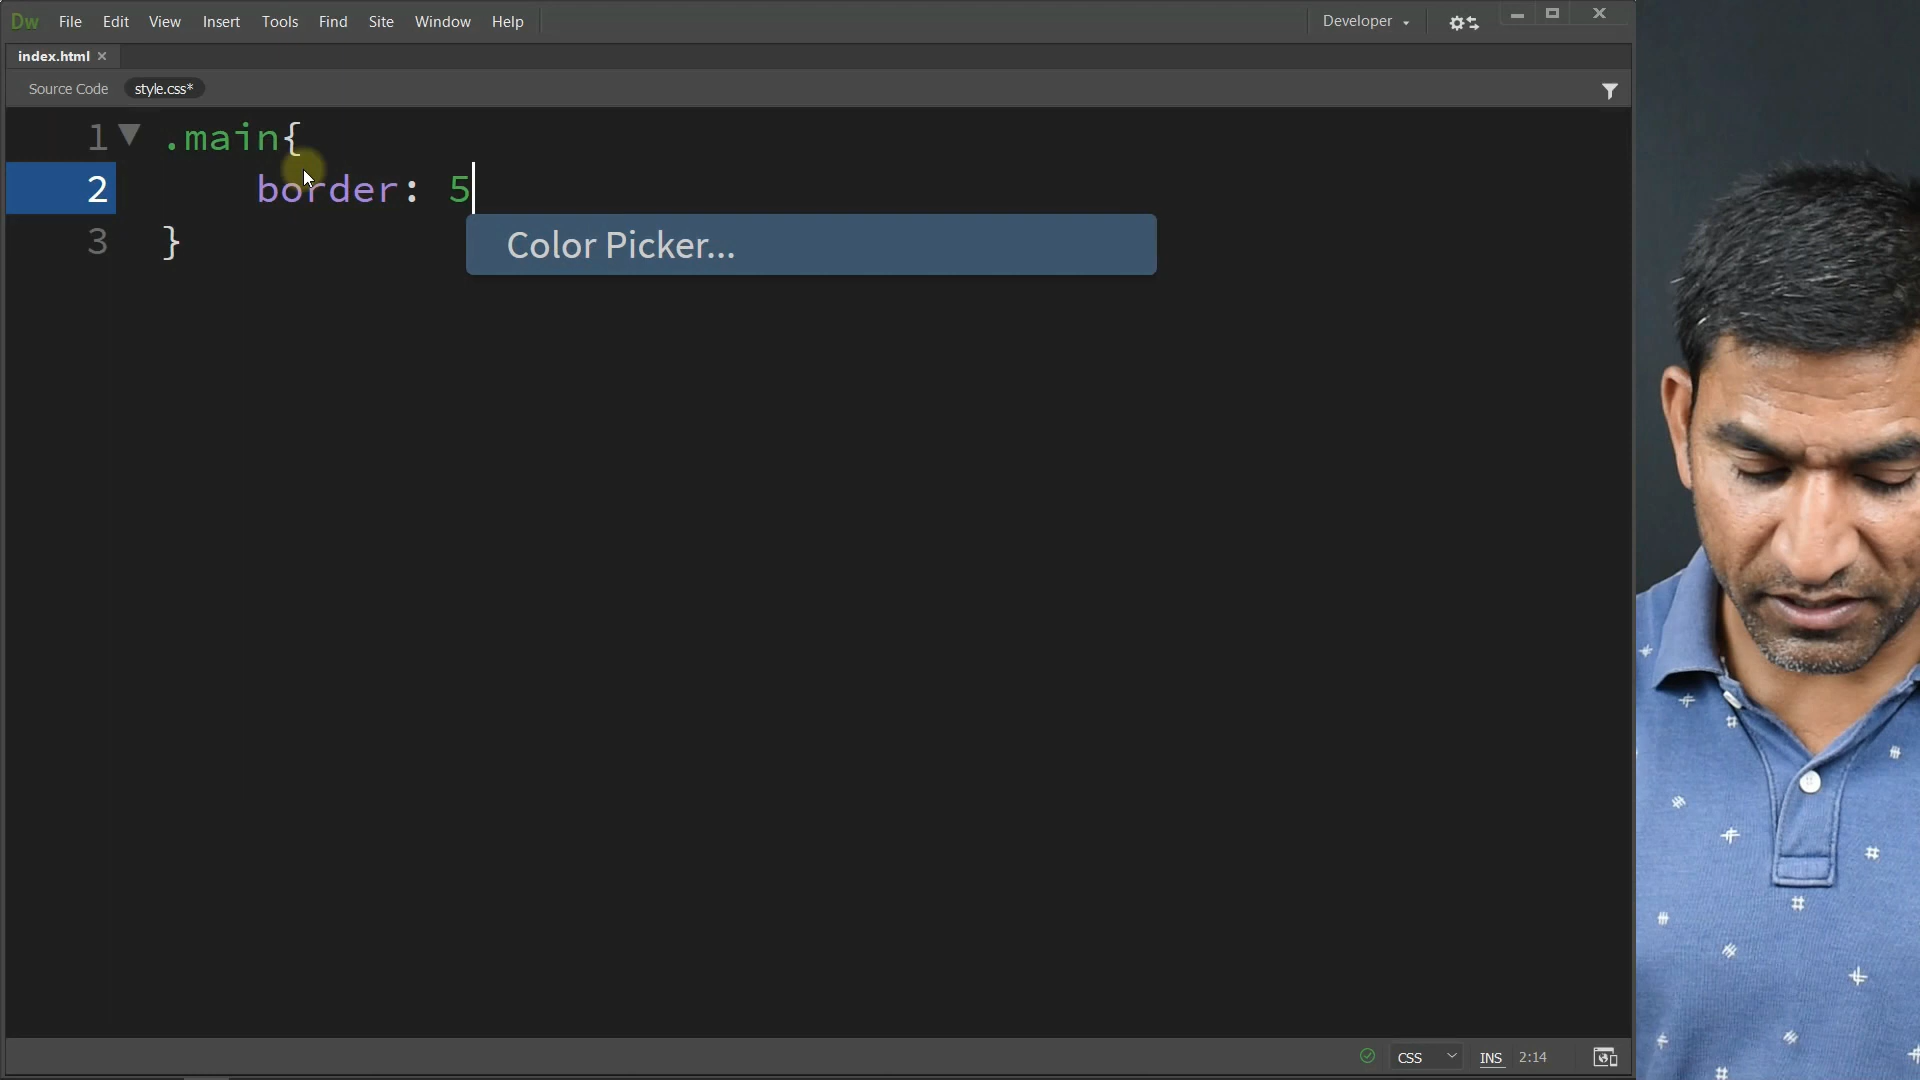 Dw File Edit View Insert Tools Find Site Window Help Developer
index.html
Source Code style.css*
1 .main{
2 border: 5
Color Picker...
3 }
CSS INS 2:14